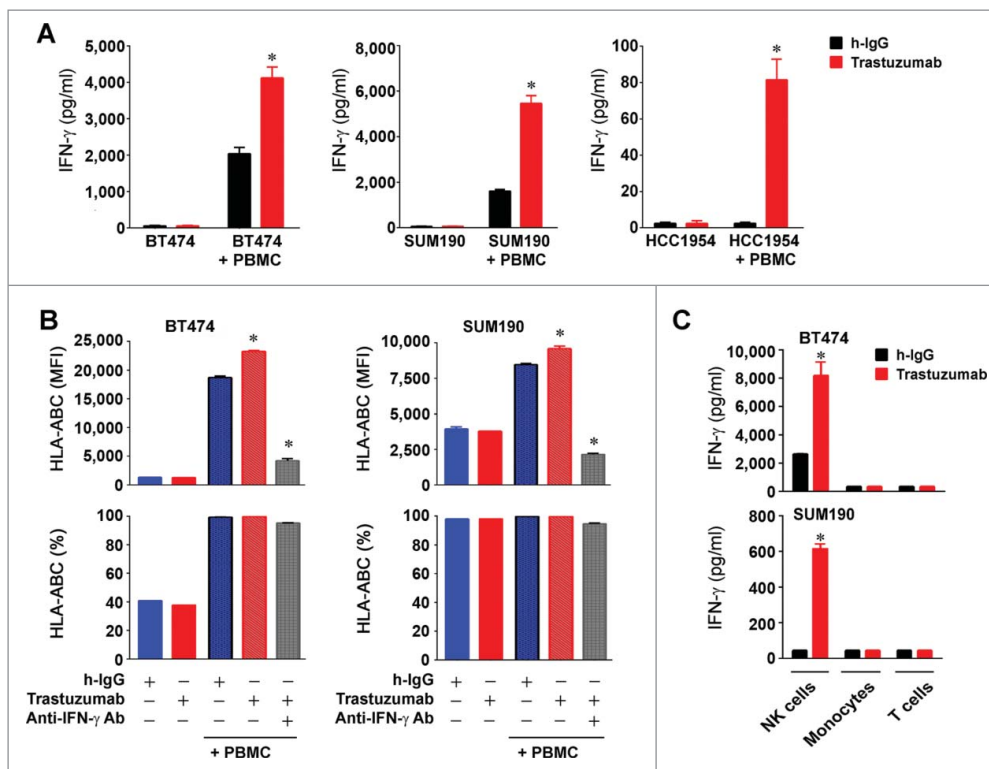 A
IFN-γ (pg/ml)
5,000
4,000
3,000
2,000
1,000
0
*
BT474
BT474
+ PBMC
IFN-γ (pg/ml)
8,000
6,000
4,000
2,000
0
*
SUM190
SUM190
+ PBMC
IFN-γ (pg/ml)
100
80
60
40
20
0
*
HCC1954
HCC1954
+ PBMC
h-IgG
Trastuzumab
B
BT474
HLA-ABC (MFI)
25,000
20,000
15,000
10,000
5,000
0
*
*
SUM190
HLA-ABC (MFI)
10,000
7,500
5,000
2,500
0
*
*
HLA-ABC (%)
100
80
60
40
20
0
HLA-ABC (%)
100
80
60
40
20
0
h-IgG + − + − − + − + − −
Trastuzumab − + − + + − + − + +
Anti-IFN-γ Ab − − − − + − − − − +
+ PBMC + PBMC
C
h-IgG
Trastuzumab
BT474
IFN-γ (pg/ml)
10,000
8,000
6,000
4,000
2,000
0
*
SUM190
IFN-γ (pg/ml)
600
400
200
0
*
NK cells
Monocytes
T cells